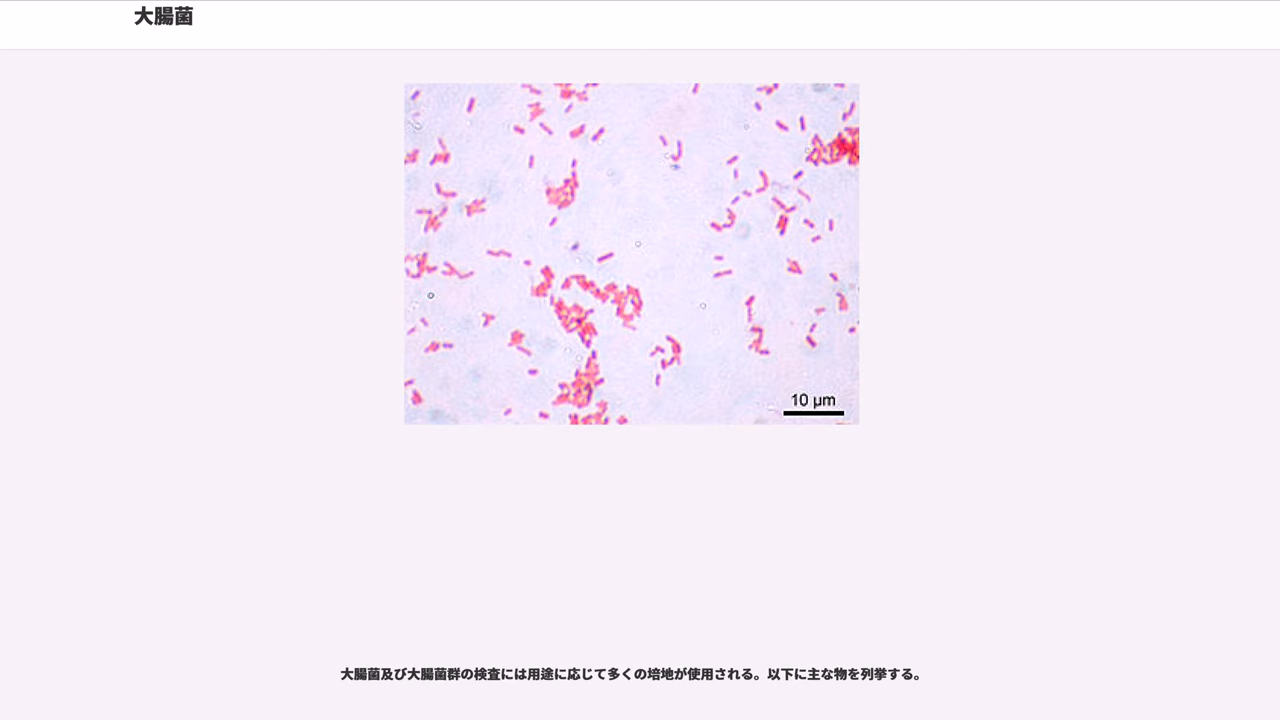 大腸菌
10 µm
大腸菌及び大腸菌群の検査には用途に応じて多くの培地が使用される。以下に主な物を列挙する。